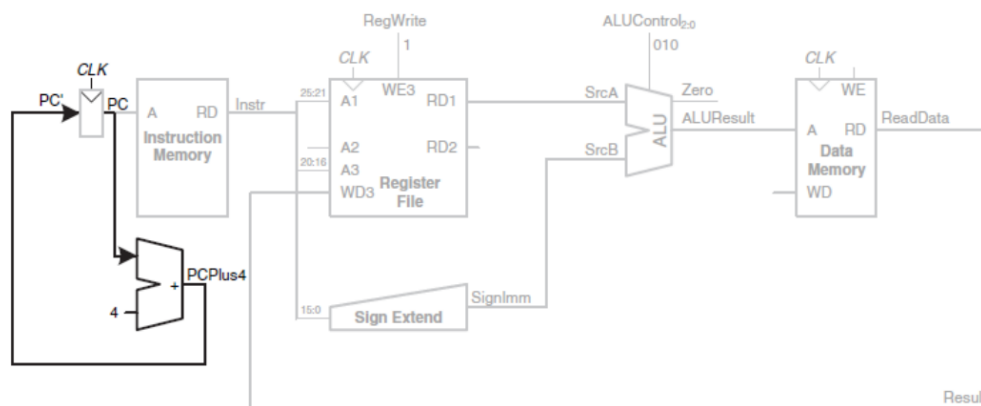 RegWrite
ALUControl2:0
1
010
CLK
CLK
CLK
PC'
PC
A
RD
Instr
Instruction
Memory
25:21
A1
WE3
RD1
A2
RD2
20:16
A3
WD3
Register
File
SrcA
SrcB
ALU
Zero
ALUResult
WE
A
RD
Data
Memory
WD
ReadData
PCPlus4
+
4
15:0
Sign Extend
SignImm